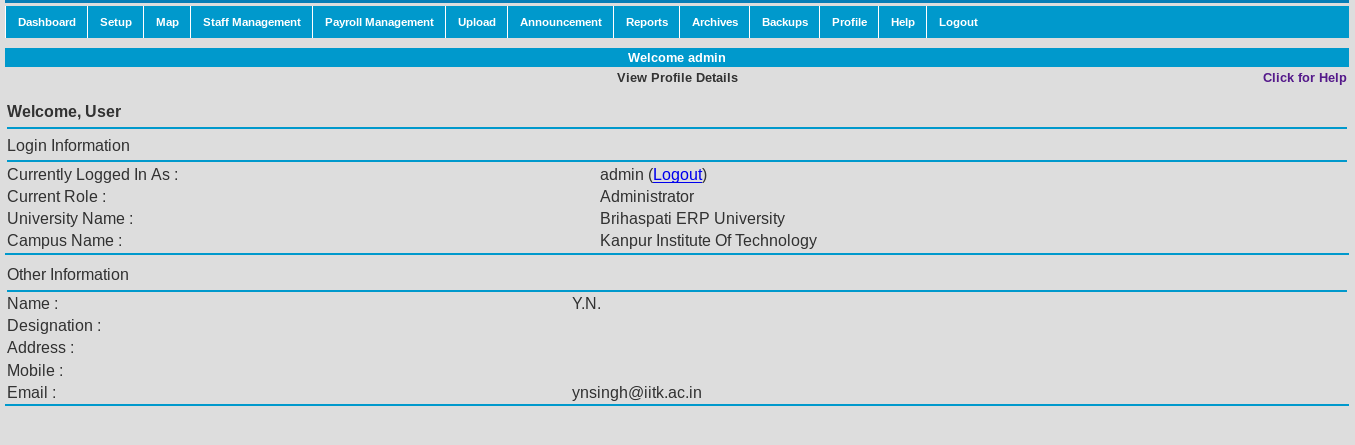 Dashboard Setup Map Staff Management Payroll Management Upload Announcement Reports Archives Backups Profile Help Logout
Welcome admin
View Profile Details Click for Help
Welcome, User
Login Information
Currently Logged In As : admin (Logout)
Current Role : Administrator
University Name : Brihaspati ERP University
Campus Name : Kanpur Institute Of Technology
Other Information
Name : Y.N.
Designation :
Address :
Mobile :
Email : ynsingh@iitk.ac.in